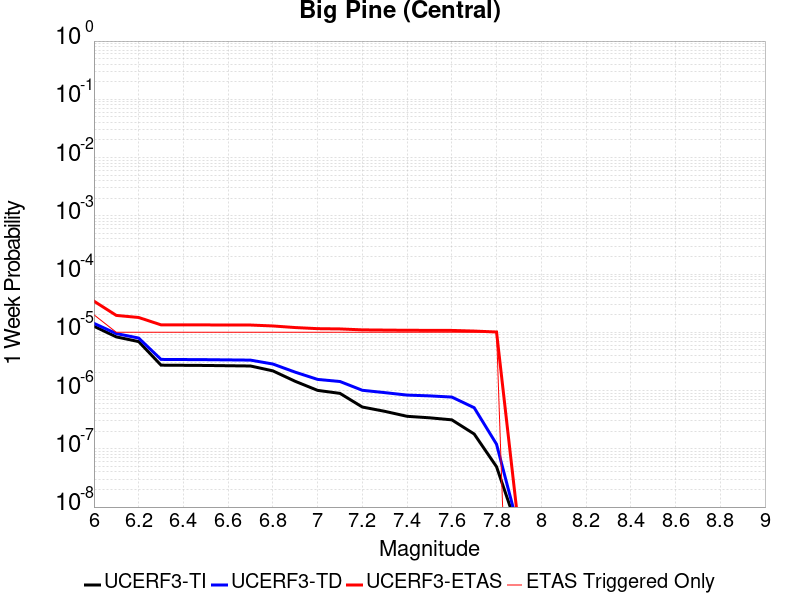 Big Pine (Central)
1 Week Probability
10^0
10^-1
10^-2
10^-3
10^-4
10^-5
10^-6
10^-7
10^-8
6 6.2 6.4 6.6 6.8 7 7.2 7.4 7.6 7.8 8 8.2 8.4 8.6 8.8 9
Magnitude
UCERF3-TI UCERF3-TD UCERF3-ETAS ETAS Triggered Only